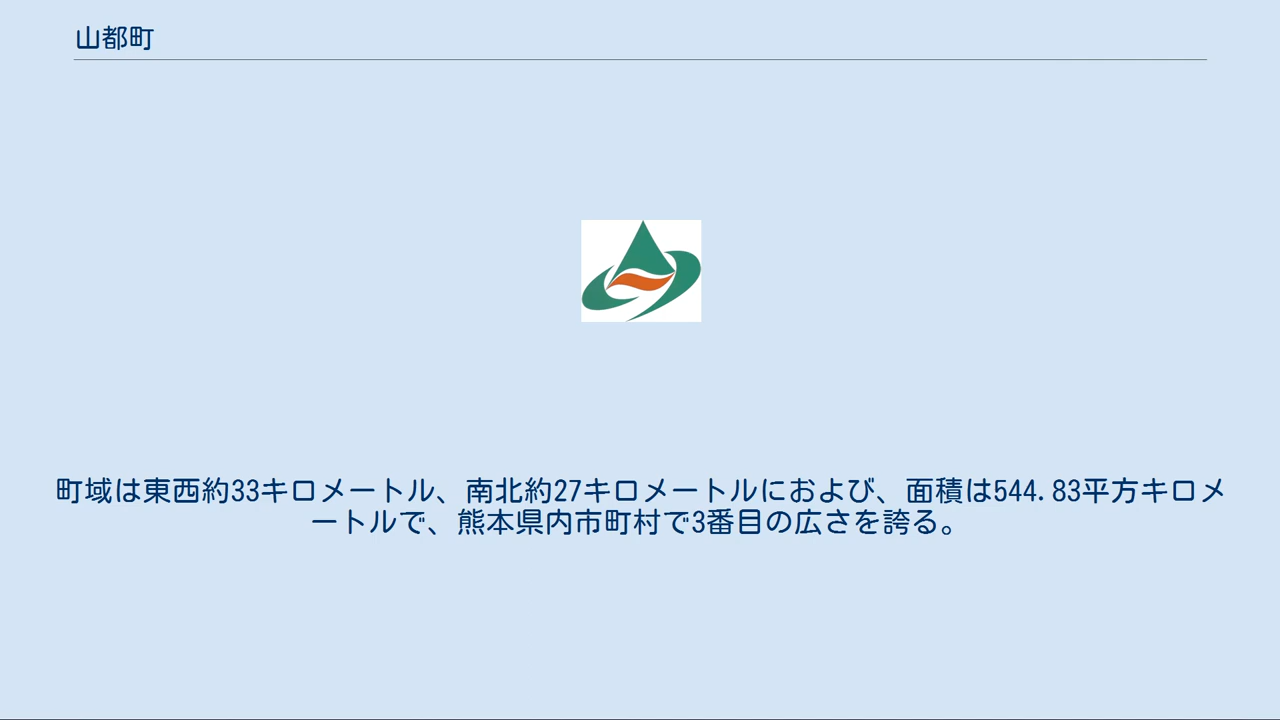 山都町
町域は東西約33キロメートル、南北約27キロメートルにおよび、面積は544.83平方キロメ
ートルで、熊本県内市町村で3番目の広さを誇る。